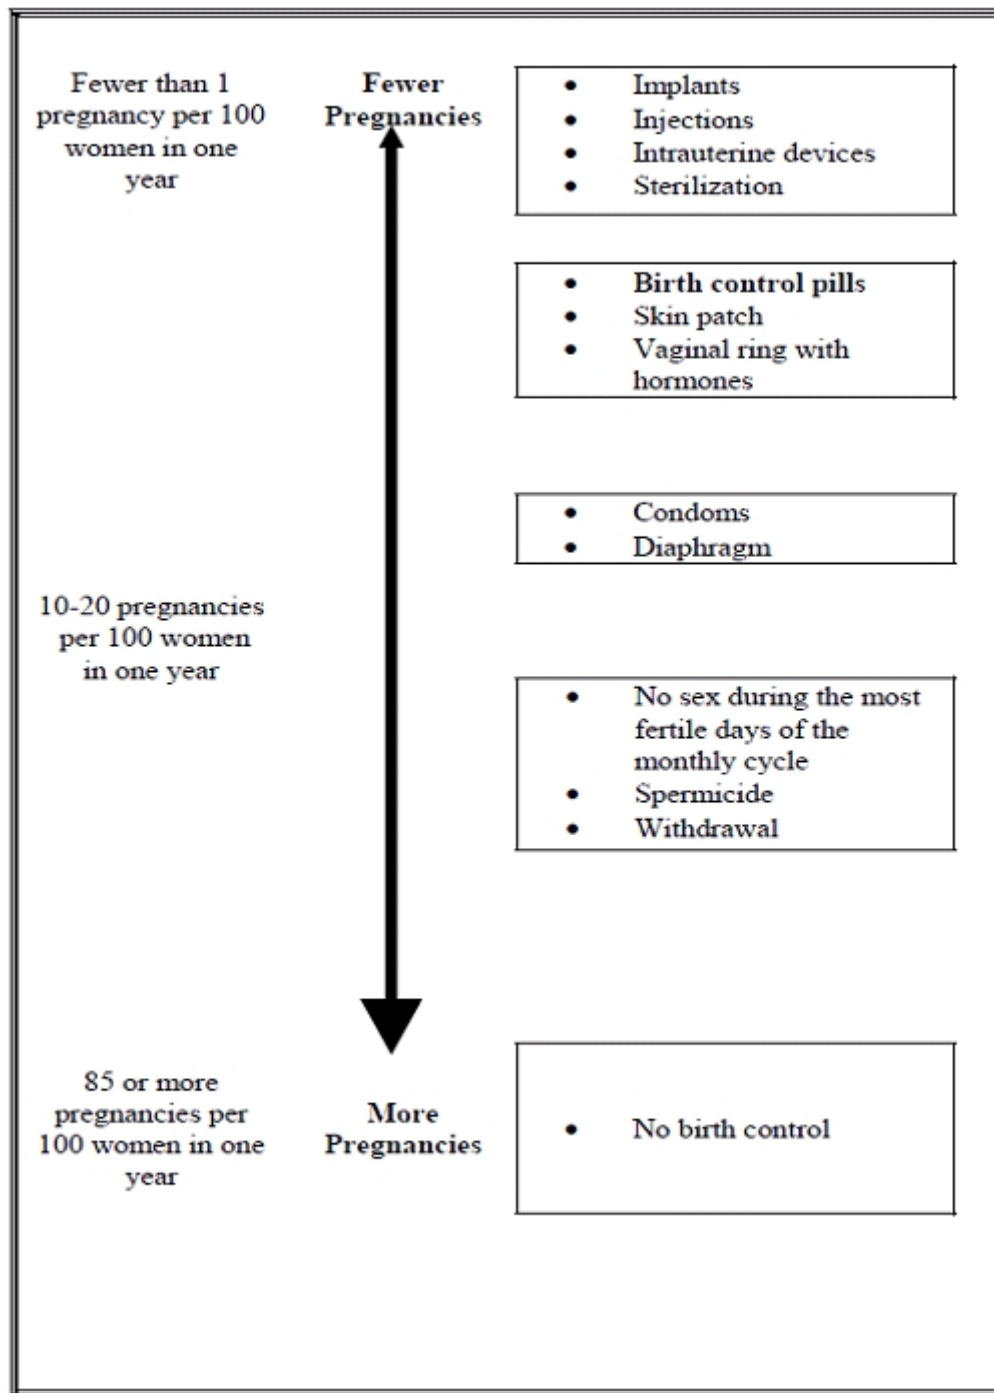 Fewer than 1
pregnancy per 100
women in one
year
Fewer
Pregnancies
• Implants
• Injections
• Intrauterine devices
• Sterilization
• Birth control pills
• Skin patch
• Vaginal ring with
hormones
• Condoms
• Diaphragm
10-20 pregnancies
per 100 women
in one year
• No sex during the most
fertile days of the
monthly cycle
• Spermicide
• Withdrawal
85 or more
pregnancies per
100 women in one
year
More
Pregnancies
• No birth control